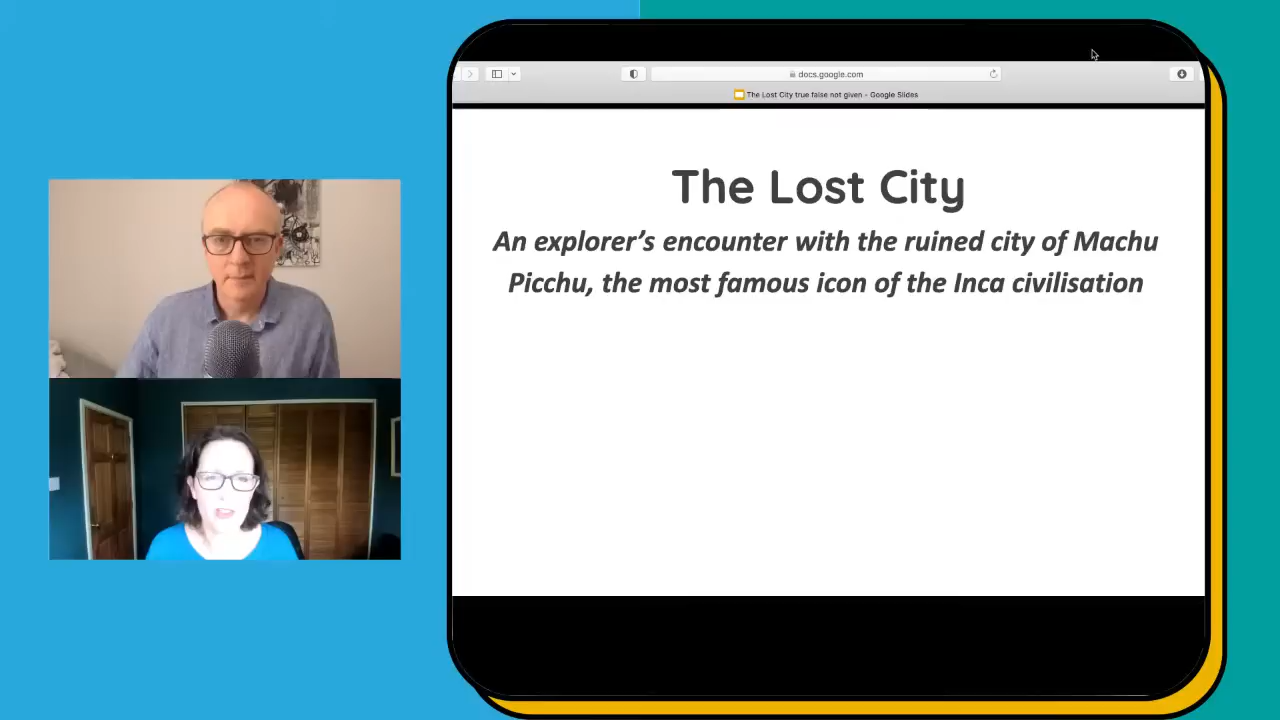 docs.google.com
The Lost City true false not given - Google Slides
The Lost City
An explorer's encounter with the ruined city of Machu
Picchu, the most famous icon of the Inca civilisation